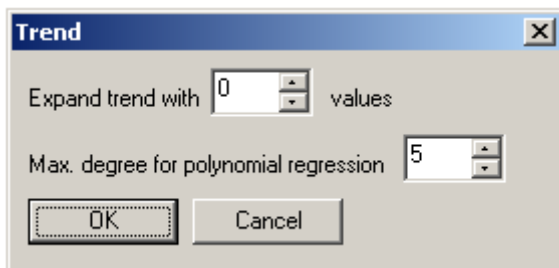 Trend
Expand trend with 0 values
Max. degree for polynomial regression 5
OK Cancel